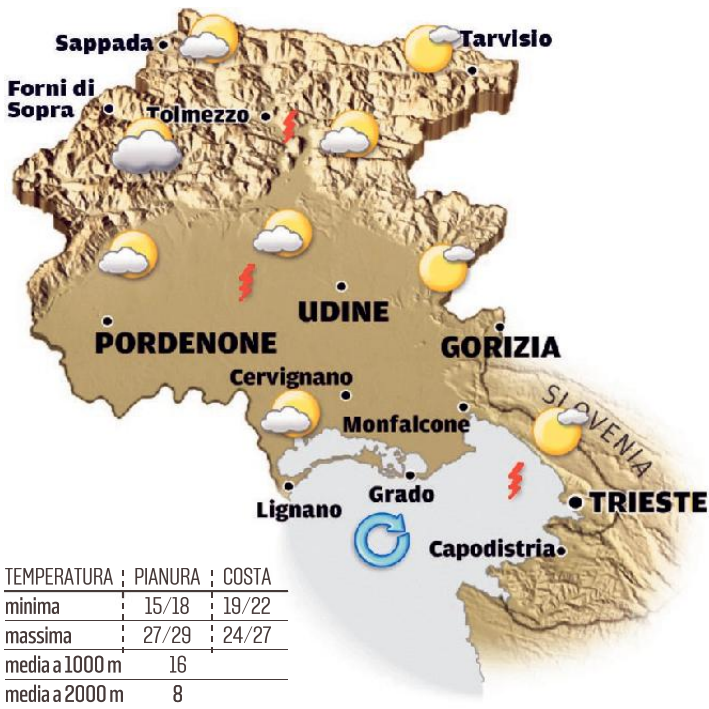 Sappada
Tarvisio
Forni di
Sopra
Tolmezzo
UDINE
PORDENONE
GORIZIA
Cervignano
SLOVENIA
Monfalcone
Lignano
Grado
TRIESTE
Capodistria
TEMPERATURA PIANURA COSTA
minima 15/18 19/22
massima 27/29 24/27
media a 1000 m 16
media a 2000 m 8